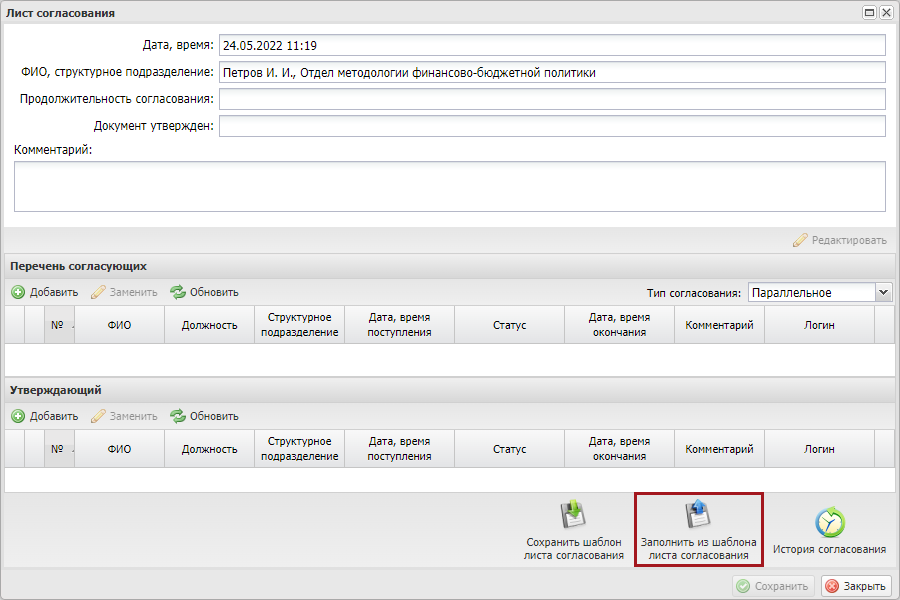 Лист согласования
Дата, время: 24.05.2022 11:19
ФИО, структурное подразделение: Петров И. И., Отдел методологии финансово-бюджетной политики
Продолжительность согласования:
Документ утвержден:
Комментарий:
Редактировать
Перечень согласующих
Добавить Заменить Обновить Тип согласования: Параллельное
№ ФИО Должность Структурное подразделение Дата, время поступления Статус Дата, время окончания Комментарий Логин
Утверждающий
Добавить Заменить Обновить
№ ФИО Должность Структурное подразделение Дата, время поступления Статус Дата, время окончания Комментарий Логин
Сохранить шаблон
листа согласования
Заполнить из шаблона
листа согласования
История согласования
Сохранить Закрыть